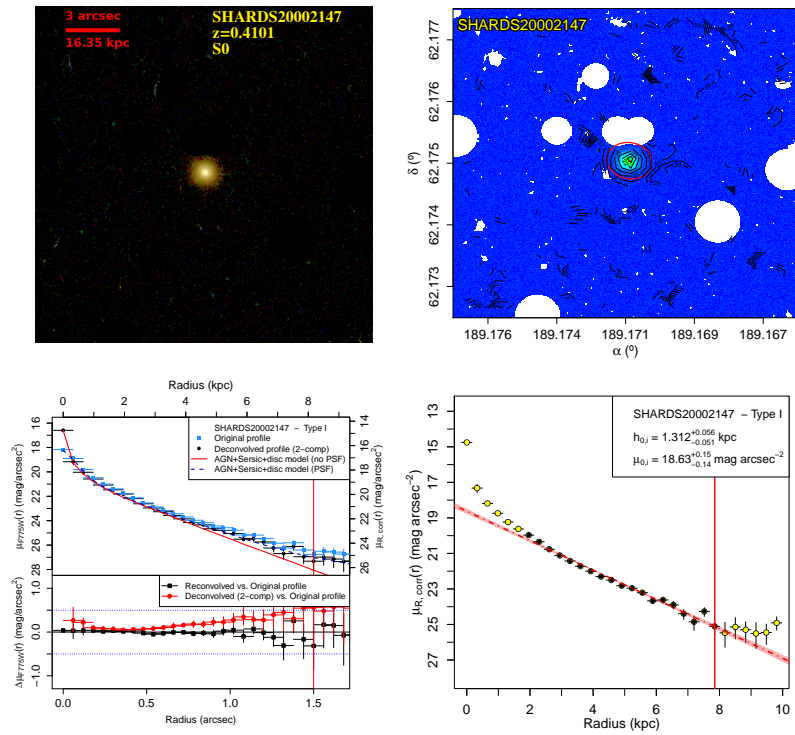 3 arcsec
16.35 kpc
SHARDS20002147
z=0.4101
S0
SHARDS20002147
62.177
62.176
62.175
62.174
62.173
δ (º)
189.176 189.174 189.171 189.169 189.167
α (º)
Radius (kpc)
0 2 4 6 8
16 18 20 22 24 26 28
μF775W(r) (mag/arcsec²)
14 16 18 20 22 24 26
μR, corr(r) (mag/arcsec²)
SHARDS20002147 – Type I
Original profile
Deconvolved profile (2-comp)
AGN+Sersic+disc model (no PSF)
AGN+Sersic+disc model (PSF)
Reconvolved vs. Original profile
Deconvolved (2-comp) vs. Original profile
1.0
0.0
−1.0
ΔμF775W(r) (mag/arcsec²)
0.0 0.5 1.0 1.5
Radius (arcsec)
SHARDS20002147 – Type I
h0,i = 1.312 +0.056 −0.051 kpc
μ0,i = 18.63 +0.15 −0.14 mag arcsec−2
13
15
17
19
21
23
25
27
μR, corr(r) (mag arcsec−2)
0 2 4 6 8 10
Radius (kpc)